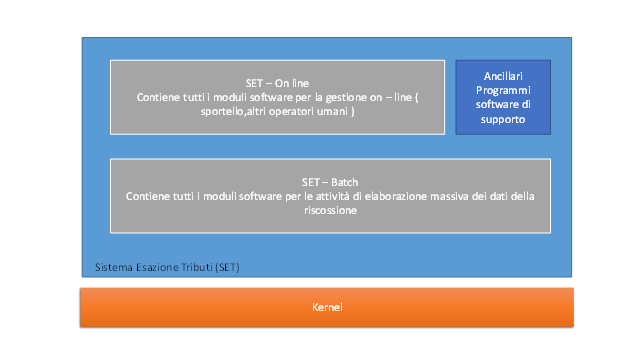 SET – On line
Contiene tutti i moduli software per la gestione on – line (
sportello,altri operatori umani )
Ancillari
Programmi
software di
supporto
SET – Batch
Contiene tutti i moduli software per le attività di elaborazione massiva dei dati della
riscossione
Sistema Esazione Tributi (SET)
Kernel